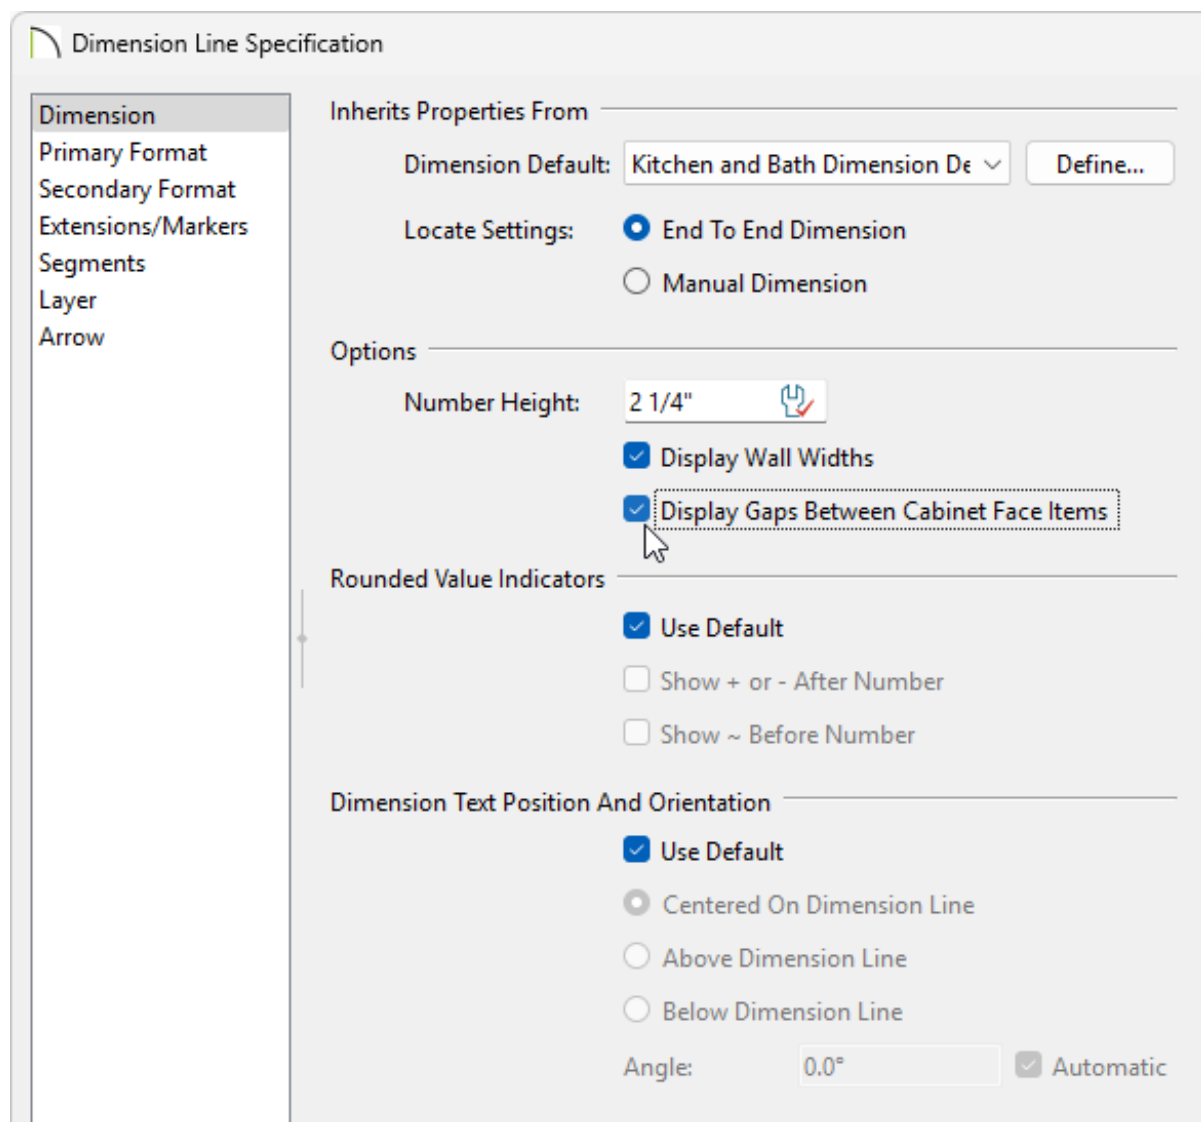 Dimension Line Specification
Dimension
Primary Format
Secondary Format
Extensions/Markers
Segments
Layer
Arrow
Inherits Properties From
Dimension Default: Kitchen and Bath Dimension De Define...
Locate Settings: End To End Dimension
Manual Dimension
Options
Number Height: 2 1/4"
Display Wall Widths
Display Gaps Between Cabinet Face Items
Rounded Value Indicators
Use Default
Show + or - After Number
Show ~ Before Number
Dimension Text Position And Orientation
Use Default
Centered On Dimension Line
Above Dimension Line
Below Dimension Line
Angle: 0.0° Automatic